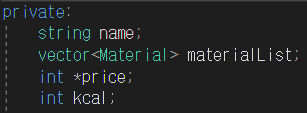 private:
string name;
vector<Material> materialList;
int *price;
int kcal;